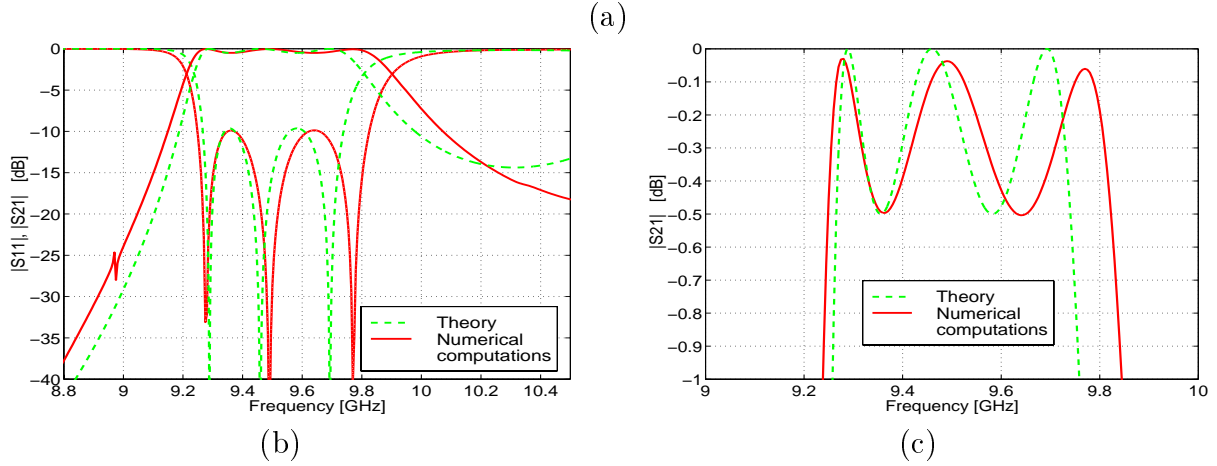 (a)
|S11|, |S21| [dB]
0
−5
−10
−15
−20
−25
−30
−35
−40
8.8 9 9.2 9.4 9.6 9.8 10 10.2 10.4
Frequency [GHz]
Theory
Numerical
computations
(b)
|S21| [dB]
0
−0.1
−0.2
−0.3
−0.4
−0.5
−0.6
−0.7
−0.8
−0.9
−1
9 9.2 9.4 9.6 9.8 10
Frequency [GHz]
Theory
Numerical
computations
(c)